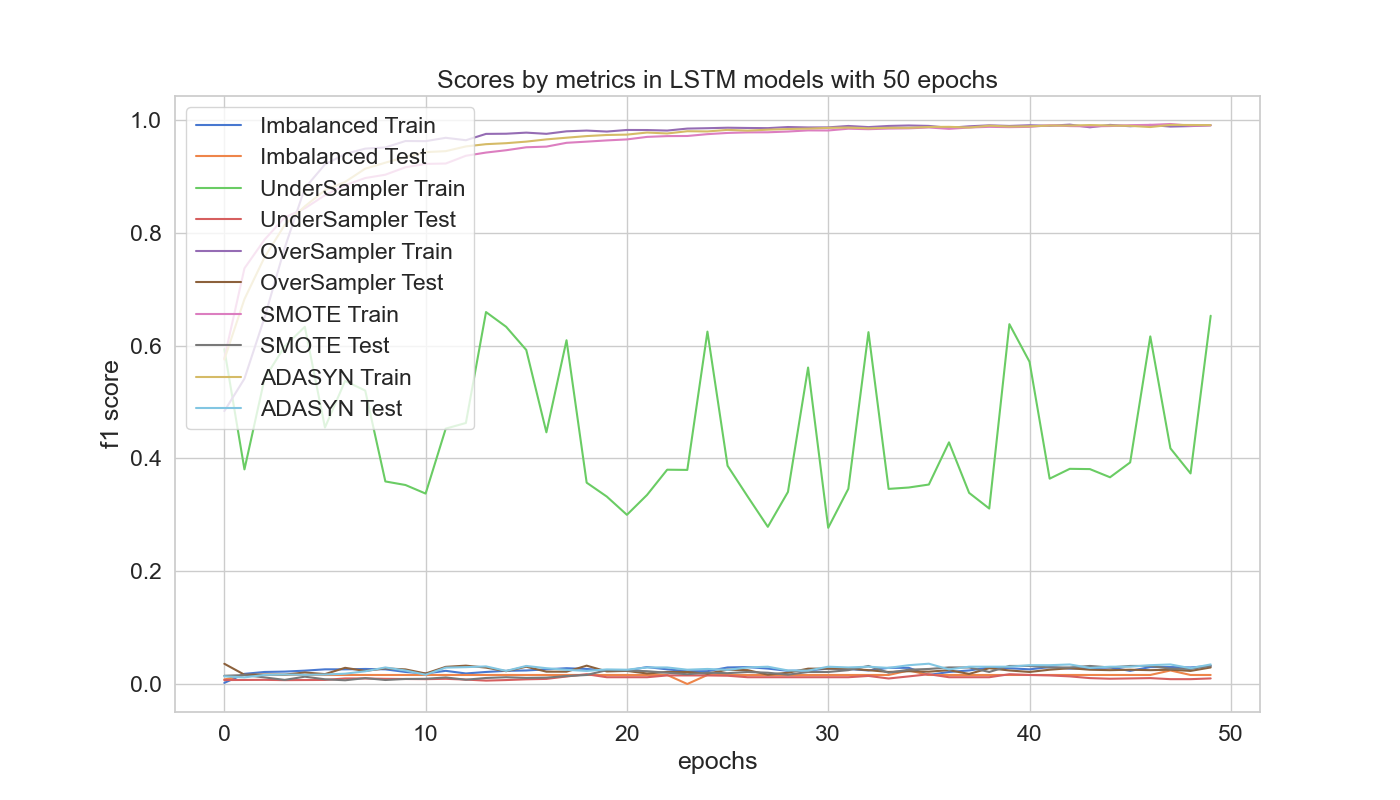 Scores by metrics in LSTM models with 50 epochs
1.0
0.8
0.6
0.4
0.2
0.0
f1 score
Imbalanced Train
Imbalanced Test
UnderSampler Train
UnderSampler Test
OverSampler Train
OverSampler Test
SMOTE Train
SMOTE Test
ADASYN Train
ADASYN Test
0 10 20 30 40 50
epochs